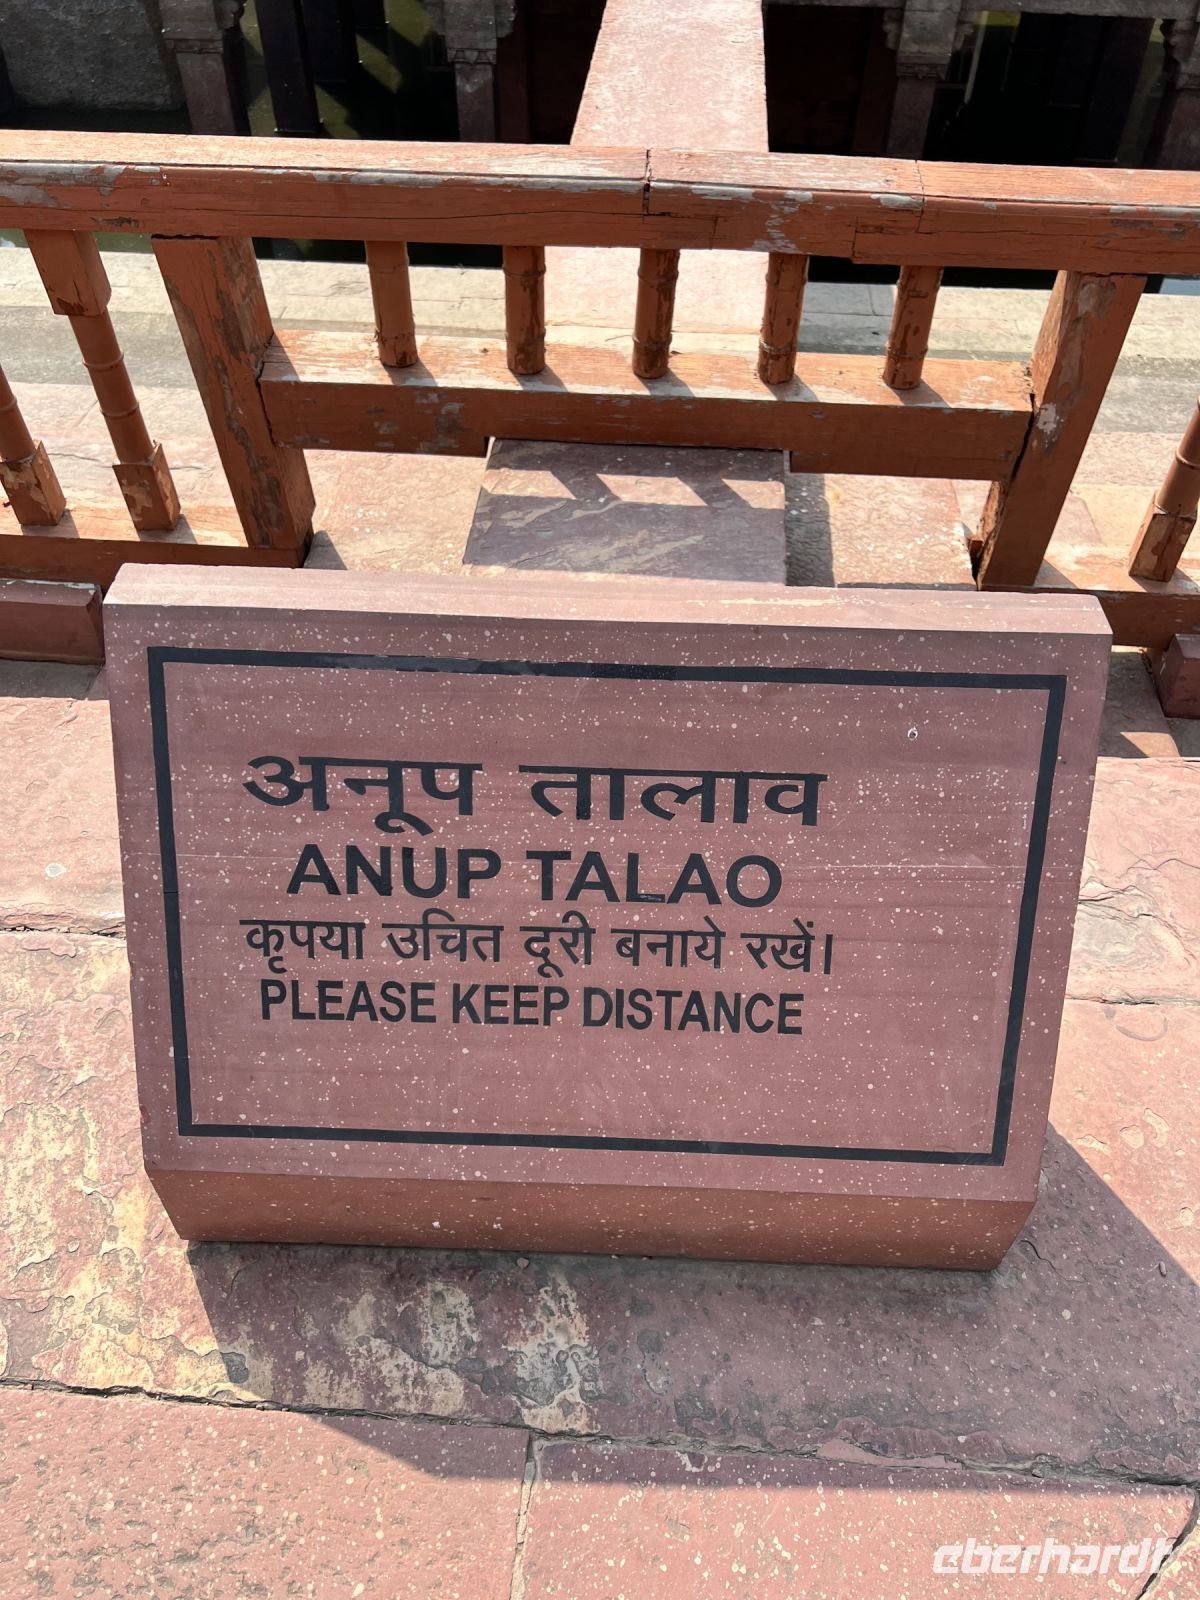 अनूप तालाव
ANUP TALAO
कृपया उचित दूरी बनाये रखें।
PLEASE KEEP DISTANCE
eberhardt